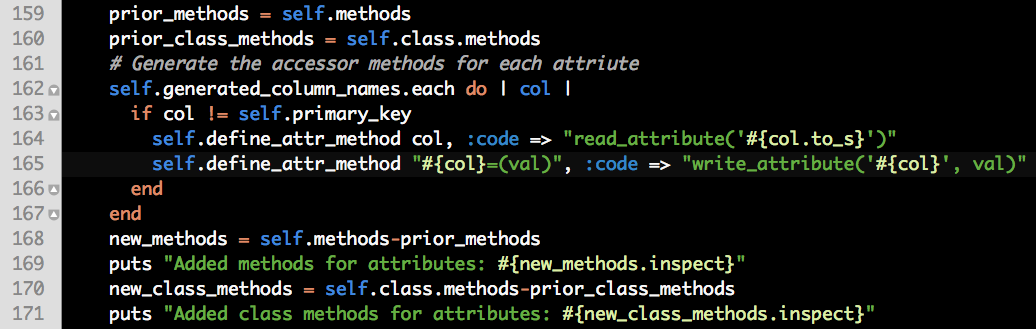 159 prior_methods = self.methods
160 prior_class_methods = self.class.methods
161 # Generate the accessor methods for each attriute
162 self.generated_column_names.each do | col |
163 if col != self.primary_key
164 self.define_attr_method col, :code => "read_attribute('#{col.to_s}')"
165 self.define_attr_method "#{col}=(val)", :code => "write_attribute('#{col}', val)"
166 end
167 end
168 new_methods = self.methods-prior_methods
169 puts "Added methods for attributes: #{new_methods.inspect}"
170 new_class_methods = self.class.methods-prior_class_methods
171 puts "Added class methods for attributes: #{new_class_methods.inspect}"